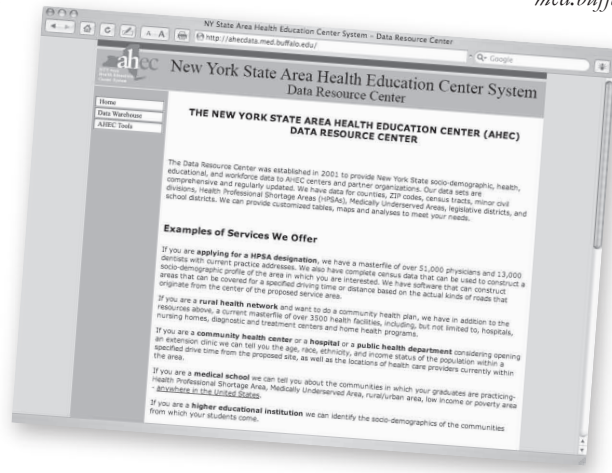 med.buffa
NY State Area Health Education Center System – Data Resource Center
A A
http://ahecdata.med.buffalo.edu/
Q Google
ahec
New York State Area Health Education Center System
Data Resource Center
Home
Data Warehouse
AHEC Tools
THE NEW YORK STATE AREA HEALTH EDUCATION CENTER (AHEC)
DATA RESOURCE CENTER
The Data Resource Center was established in 2001 to provide New York State socio-demographic, health,
educational, and workforce data to AHEC centers and partner organizations. Our data sets are
comprehensive and regularly updated. We have data for counties, ZIP codes, census tracts, minor civil
divisions, Health Professional Shortage Areas (HPSAs), Medically Underserved Areas, legislative districts, and
school districts. We can provide customized tables, maps and analyses to meet your needs.
Examples of Services We Offer
If you are applying for a HPSA designation, we have a masterfile of over 51,000 physicians and 13,000
dentists with current practice addresses. We also have complete census data that can be used to construct a
socio-demographic profile of the area in which you are interested. We have software that can construct
areas that can be covered for a specified driving time or distance based on the actual kinds of roads that
originate from the center of the proposed service area.
If you are a rural health network and want to do a community health plan, we have in addition to the
resources above, a current masterfile of over 3500 health facilities, including, but not limited to, hospitals,
nursing homes, diagnostic and treatment centers and home health programs.
If you are a community health center or a hospital or a public health department considering opening
an extension clinic we can tell you the age, race, ethnicity, and income status of the population within a
specified drive time from the proposed site, as well as the locations of health care providers currently within
the area.
If you are a medical school we can tell you about the communities in which your graduates are practicing-
Health Professional Shortage Area, Medically Underserved Area, rural/urban area, low income or poverty area
- anywhere in the United States.
If you are a higher educational institution we can identify the socio-demographics of the communities
from which your students come.